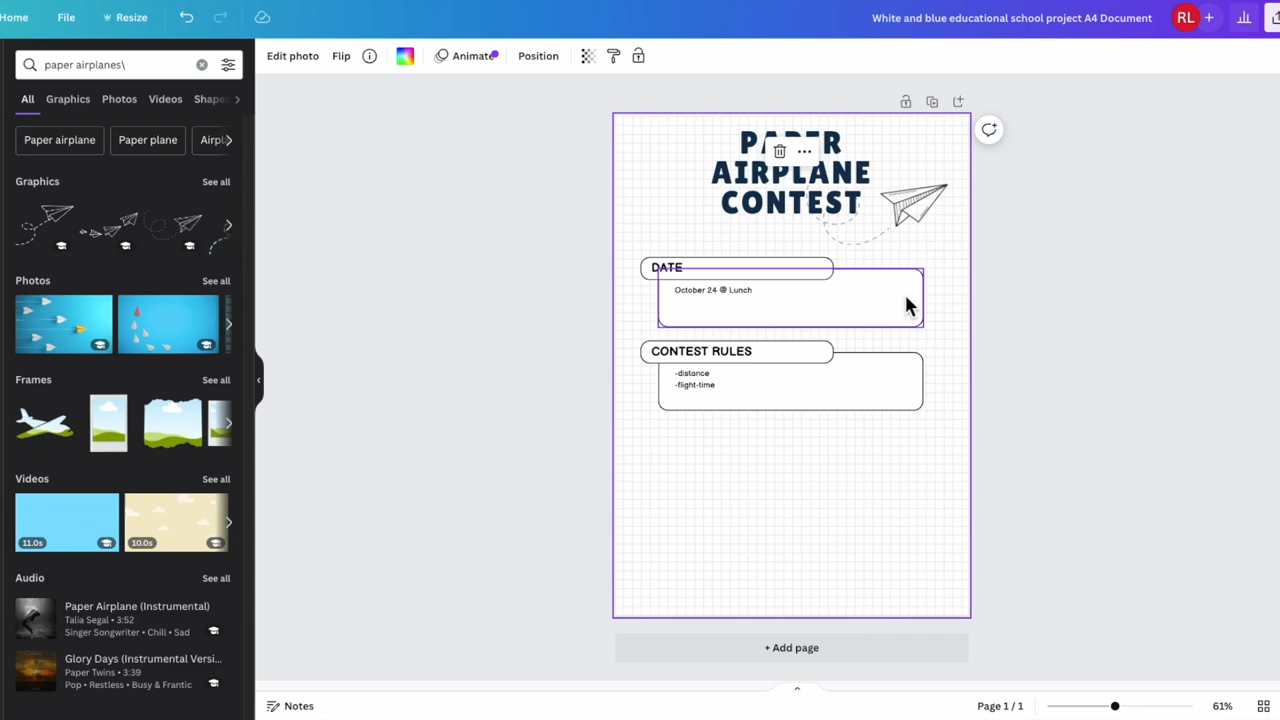 Home File Resize White and blue educational school project A4 Document RL +
paper airplanes\
Edit photo Flip Animate Position
All Graphics Photos Videos Shape
Paper airplane Paper plane Airpl
Graphics See all
Photos See all
Frames See all
Videos See all
11.0s 10.0s
Audio See all
Paper Airplane (Instrumental)
Talia Segal • 3:52
Singer Songwriter • Chill • Sad
Glory Days (Instrumental Versi...
Paper Twins • 3:39
Pop • Restless • Busy & Frantic
PAPER
AIRPLANE
CONTEST
DATE
October 24 @ Lunch
CONTEST RULES
-distance
-flight-time
+ Add page
Notes Page 1 / 1 61%